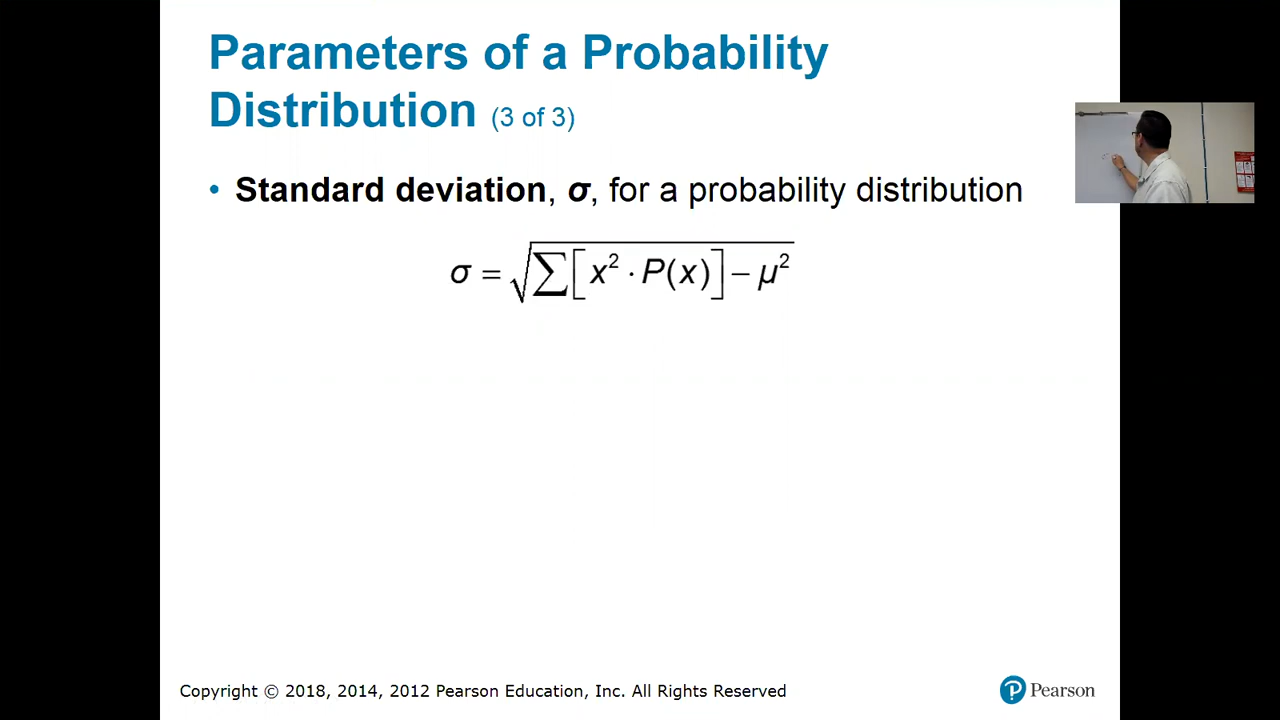 Parameters of a Probability
Distribution (3 of 3)
• Standard deviation, σ, for a probability distribution
σ = √∑[x² · P(x)] − μ²
Copyright © 2018, 2014, 2012 Pearson Education, Inc. All Rights Reserved
P Pearson